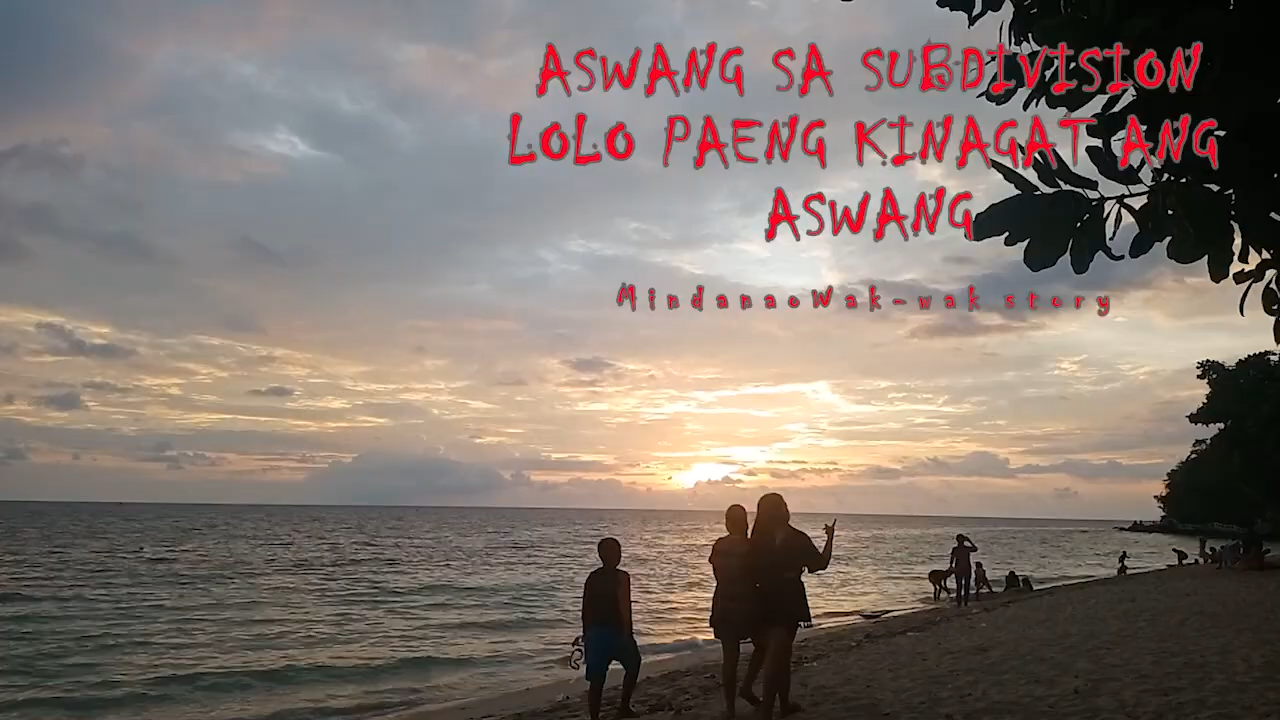 ASWANG SA SUBDIVISION
LOLO PAENG KINAGAT ANG
ASWANG
MindanaoWak-wak story